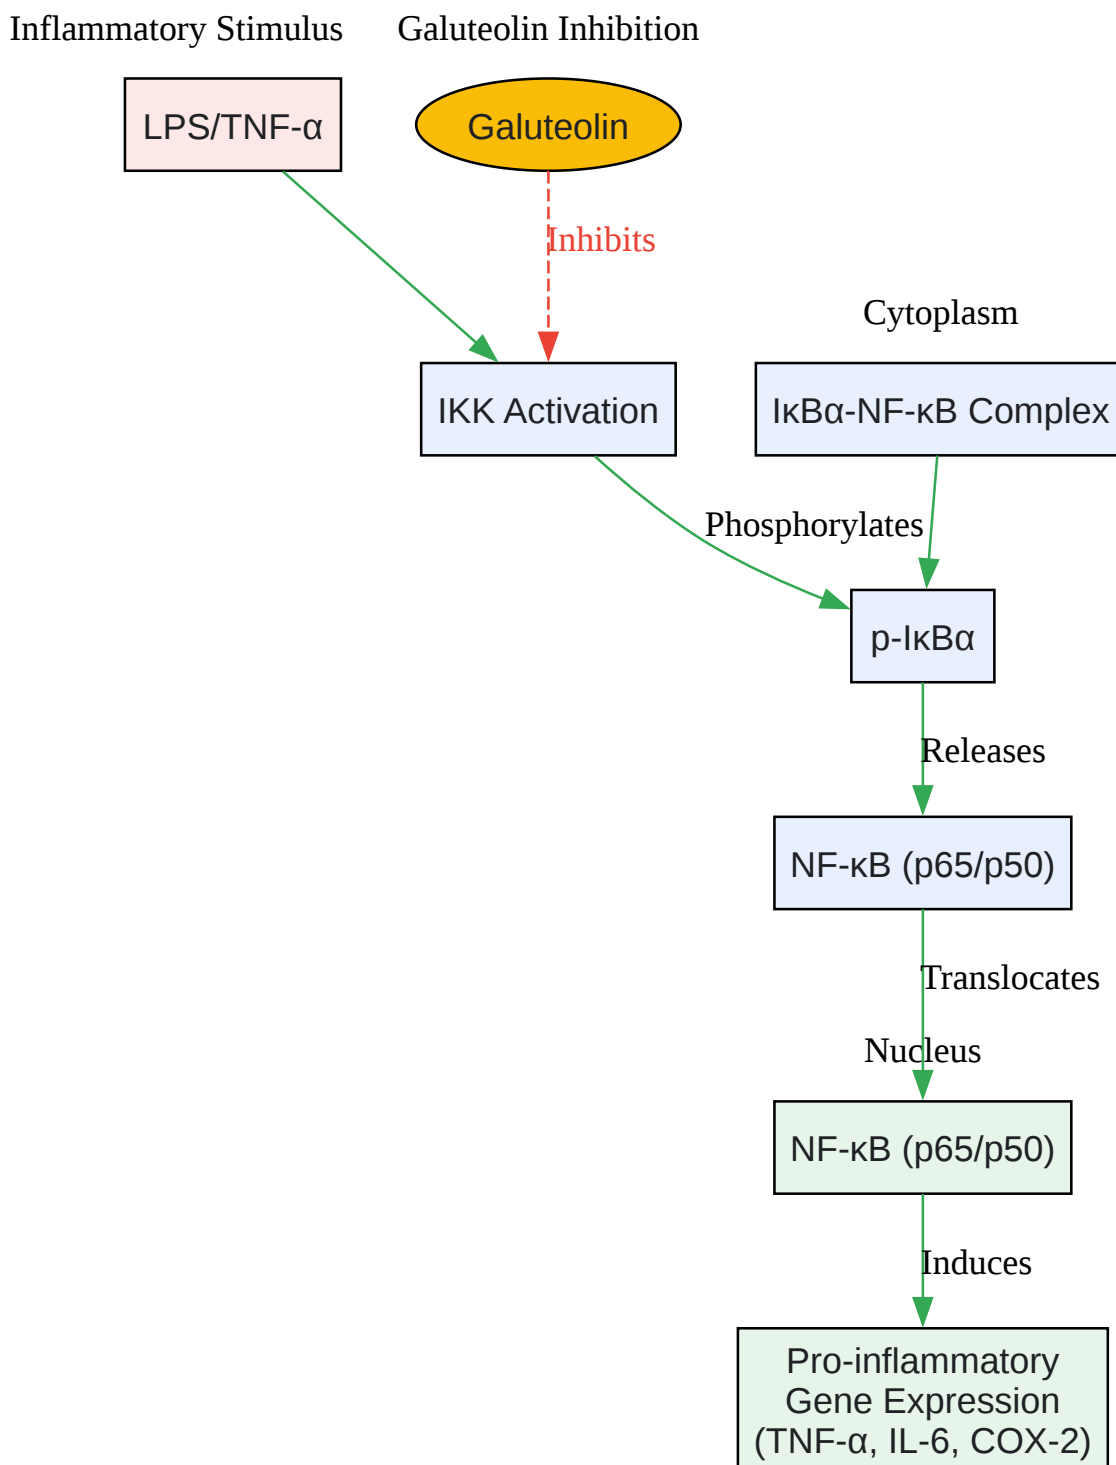 Inflammatory Stimulus
Galuteolin Inhibition
LPS/TNF-α
Galuteolin
Inhibits
Cytoplasm
IKK Activation
IκBα-NF-κB Complex
Phosphorylates
p-IκBα
Releases
NF-κB (p65/p50)
Translocates
Nucleus
NF-κB (p65/p50)
Induces
Pro-inflammatory
Gene Expression
(TNF-α, IL-6, COX-2)